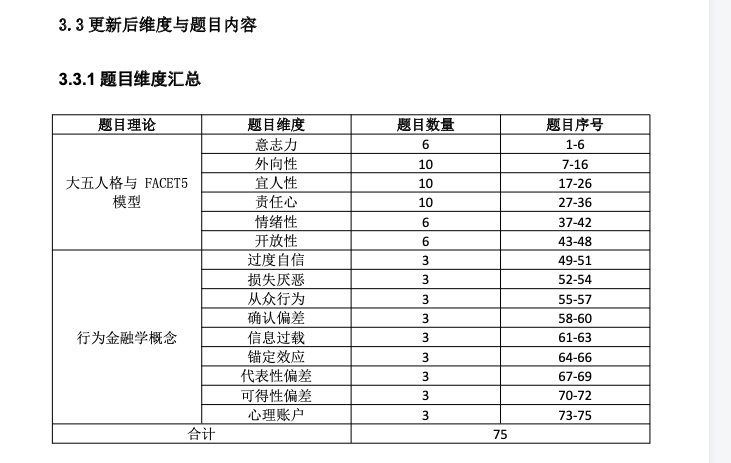 3.3 更新后维度与题目内容
3.3.1 题目维度汇总
题目理论 题目维度 题目数量 题目序号
大五人格与 FACET5 模型
意志力 6 1-6
外向性 10 7-16
宜人性 10 17-26
责任心 10 27-36
情绪性 6 37-42
开放性 6 43-48
行为金融学概念
过度自信 3 49-51
损失厌恶 3 52-54
从众行为 3 55-57
确认偏差 3 58-60
信息过载 3 61-63
锚定效应 3 64-66
代表性偏差 3 67-69
可得性偏差 3 70-72
心理账户 3 73-75
合计 75